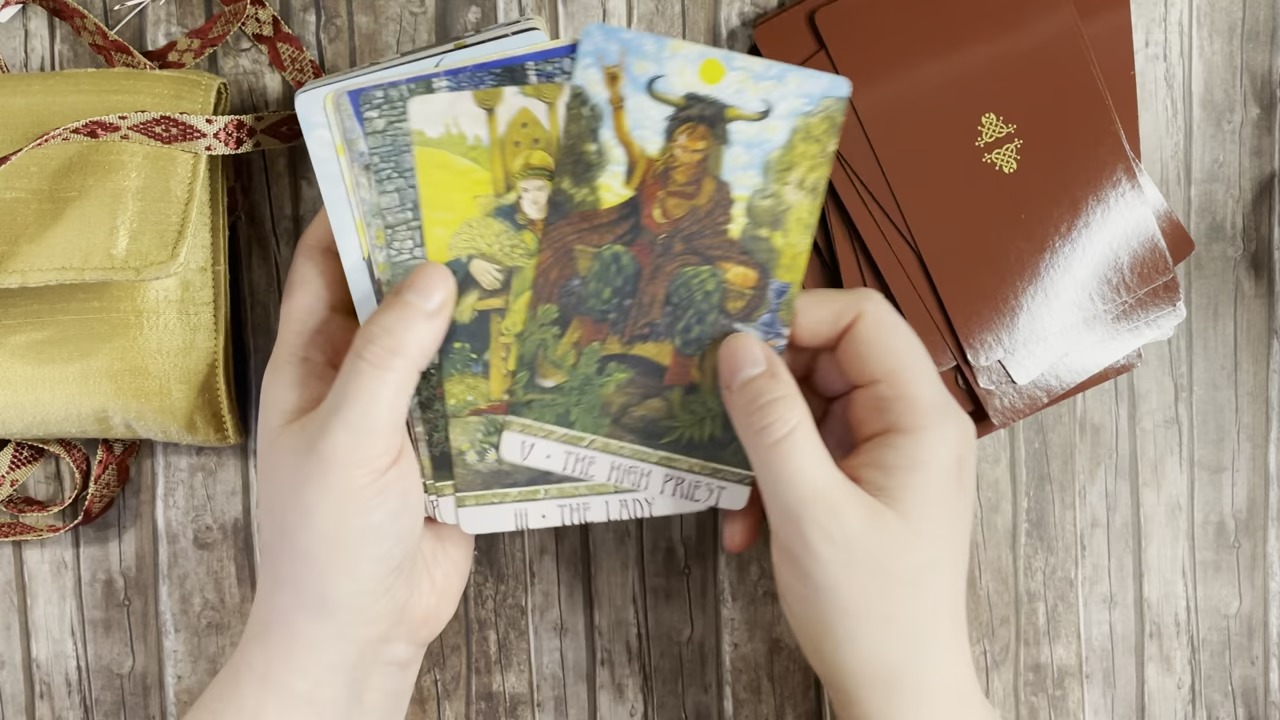 V • THE HIGH PRIEST
III • THE LADY
R